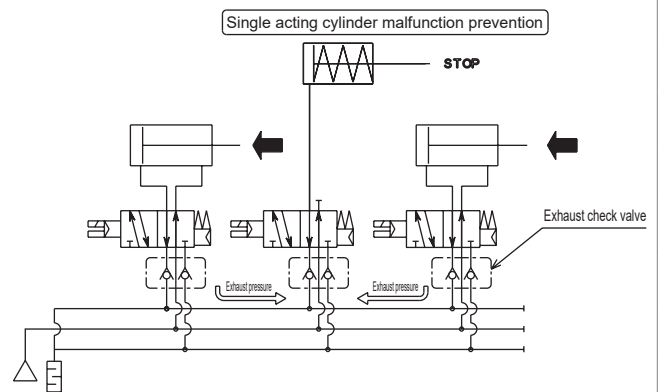 Single acting cylinder malfunction prevention
STOP
Exhaust check valve
Exhaust pressure
Exhaust pressure